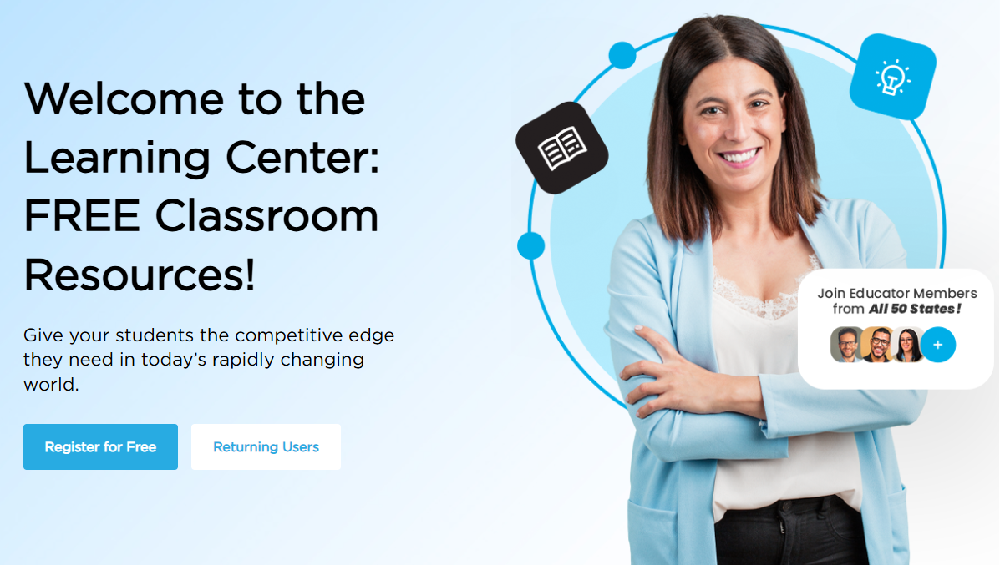 Welcome to the
Learning Center:
FREE Classroom
Resources!
Give your students the competitive edge
they need in today’s rapidly changing
world.
Register for Free
Returning Users
Join Educator Members
from All 50 States!
+